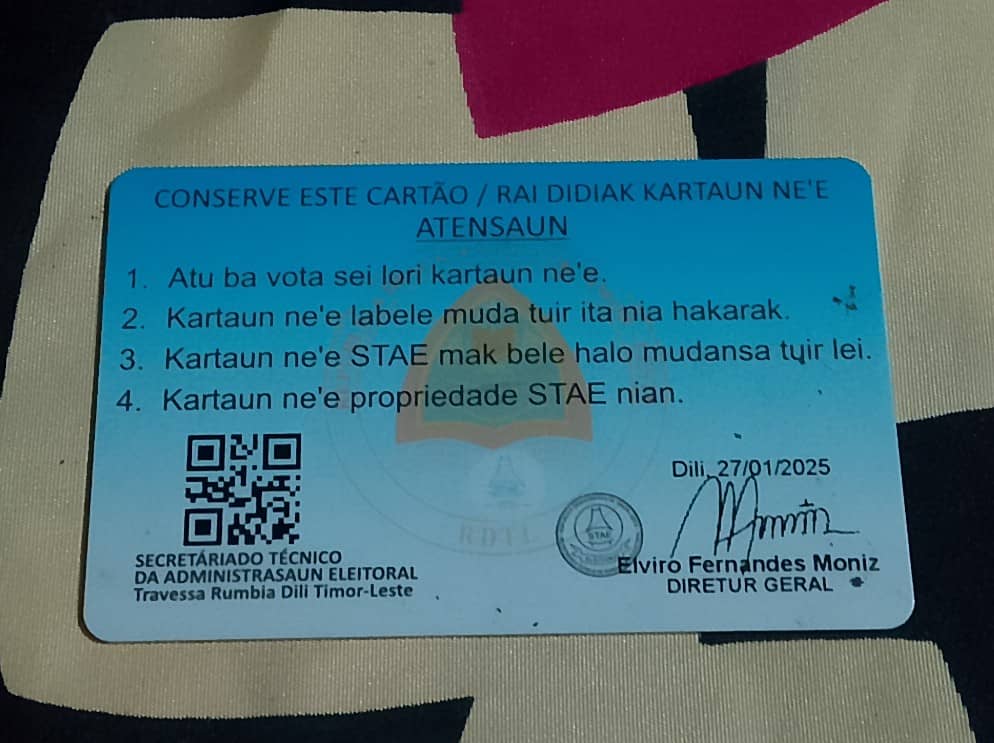 CONSERVE ESTE CARTÃO / RAI DIDIAK KARTAUN NE'E
ATENSAUN
1. Atu ba vota sei lori kartaun ne'e.
2. Kartaun ne'e labele muda tuir ita nia hakarak.
3. Kartaun ne'e STAE mak bele halo mudansa tuir lei.
4. Kartaun ne'e propriedade STAE nian.
RDTL
Dili, 27/01/2025
STAE
Elviro Fernandes Moniz
DIRETUR GERAL
SECRETÁRIADO TÉCNICO
DA ADMINISTRASAUN ELEITORAL
Travessa Rumbia Dili Timor-Leste